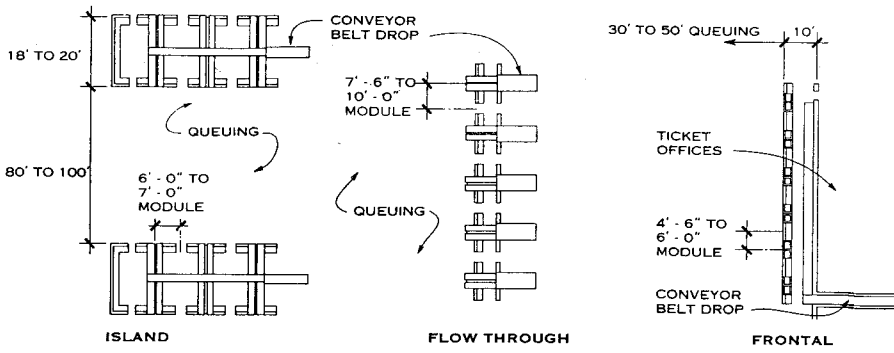 18' TO 20'
80' TO 100'
QUEUING
6' - 0" TO
7' - 0"
MODULE
ISLAND
CONVEYOR
BELT DROP
7' - 6" TO
10' - 0"
MODULE
QUEUING
FLOW THROUGH
30' TO 50' QUEUING
10'
TICKET
OFFICES
4' - 6" TO
6' - 0"
MODULE
CONVEYOR
BELT DROP
FRONTAL